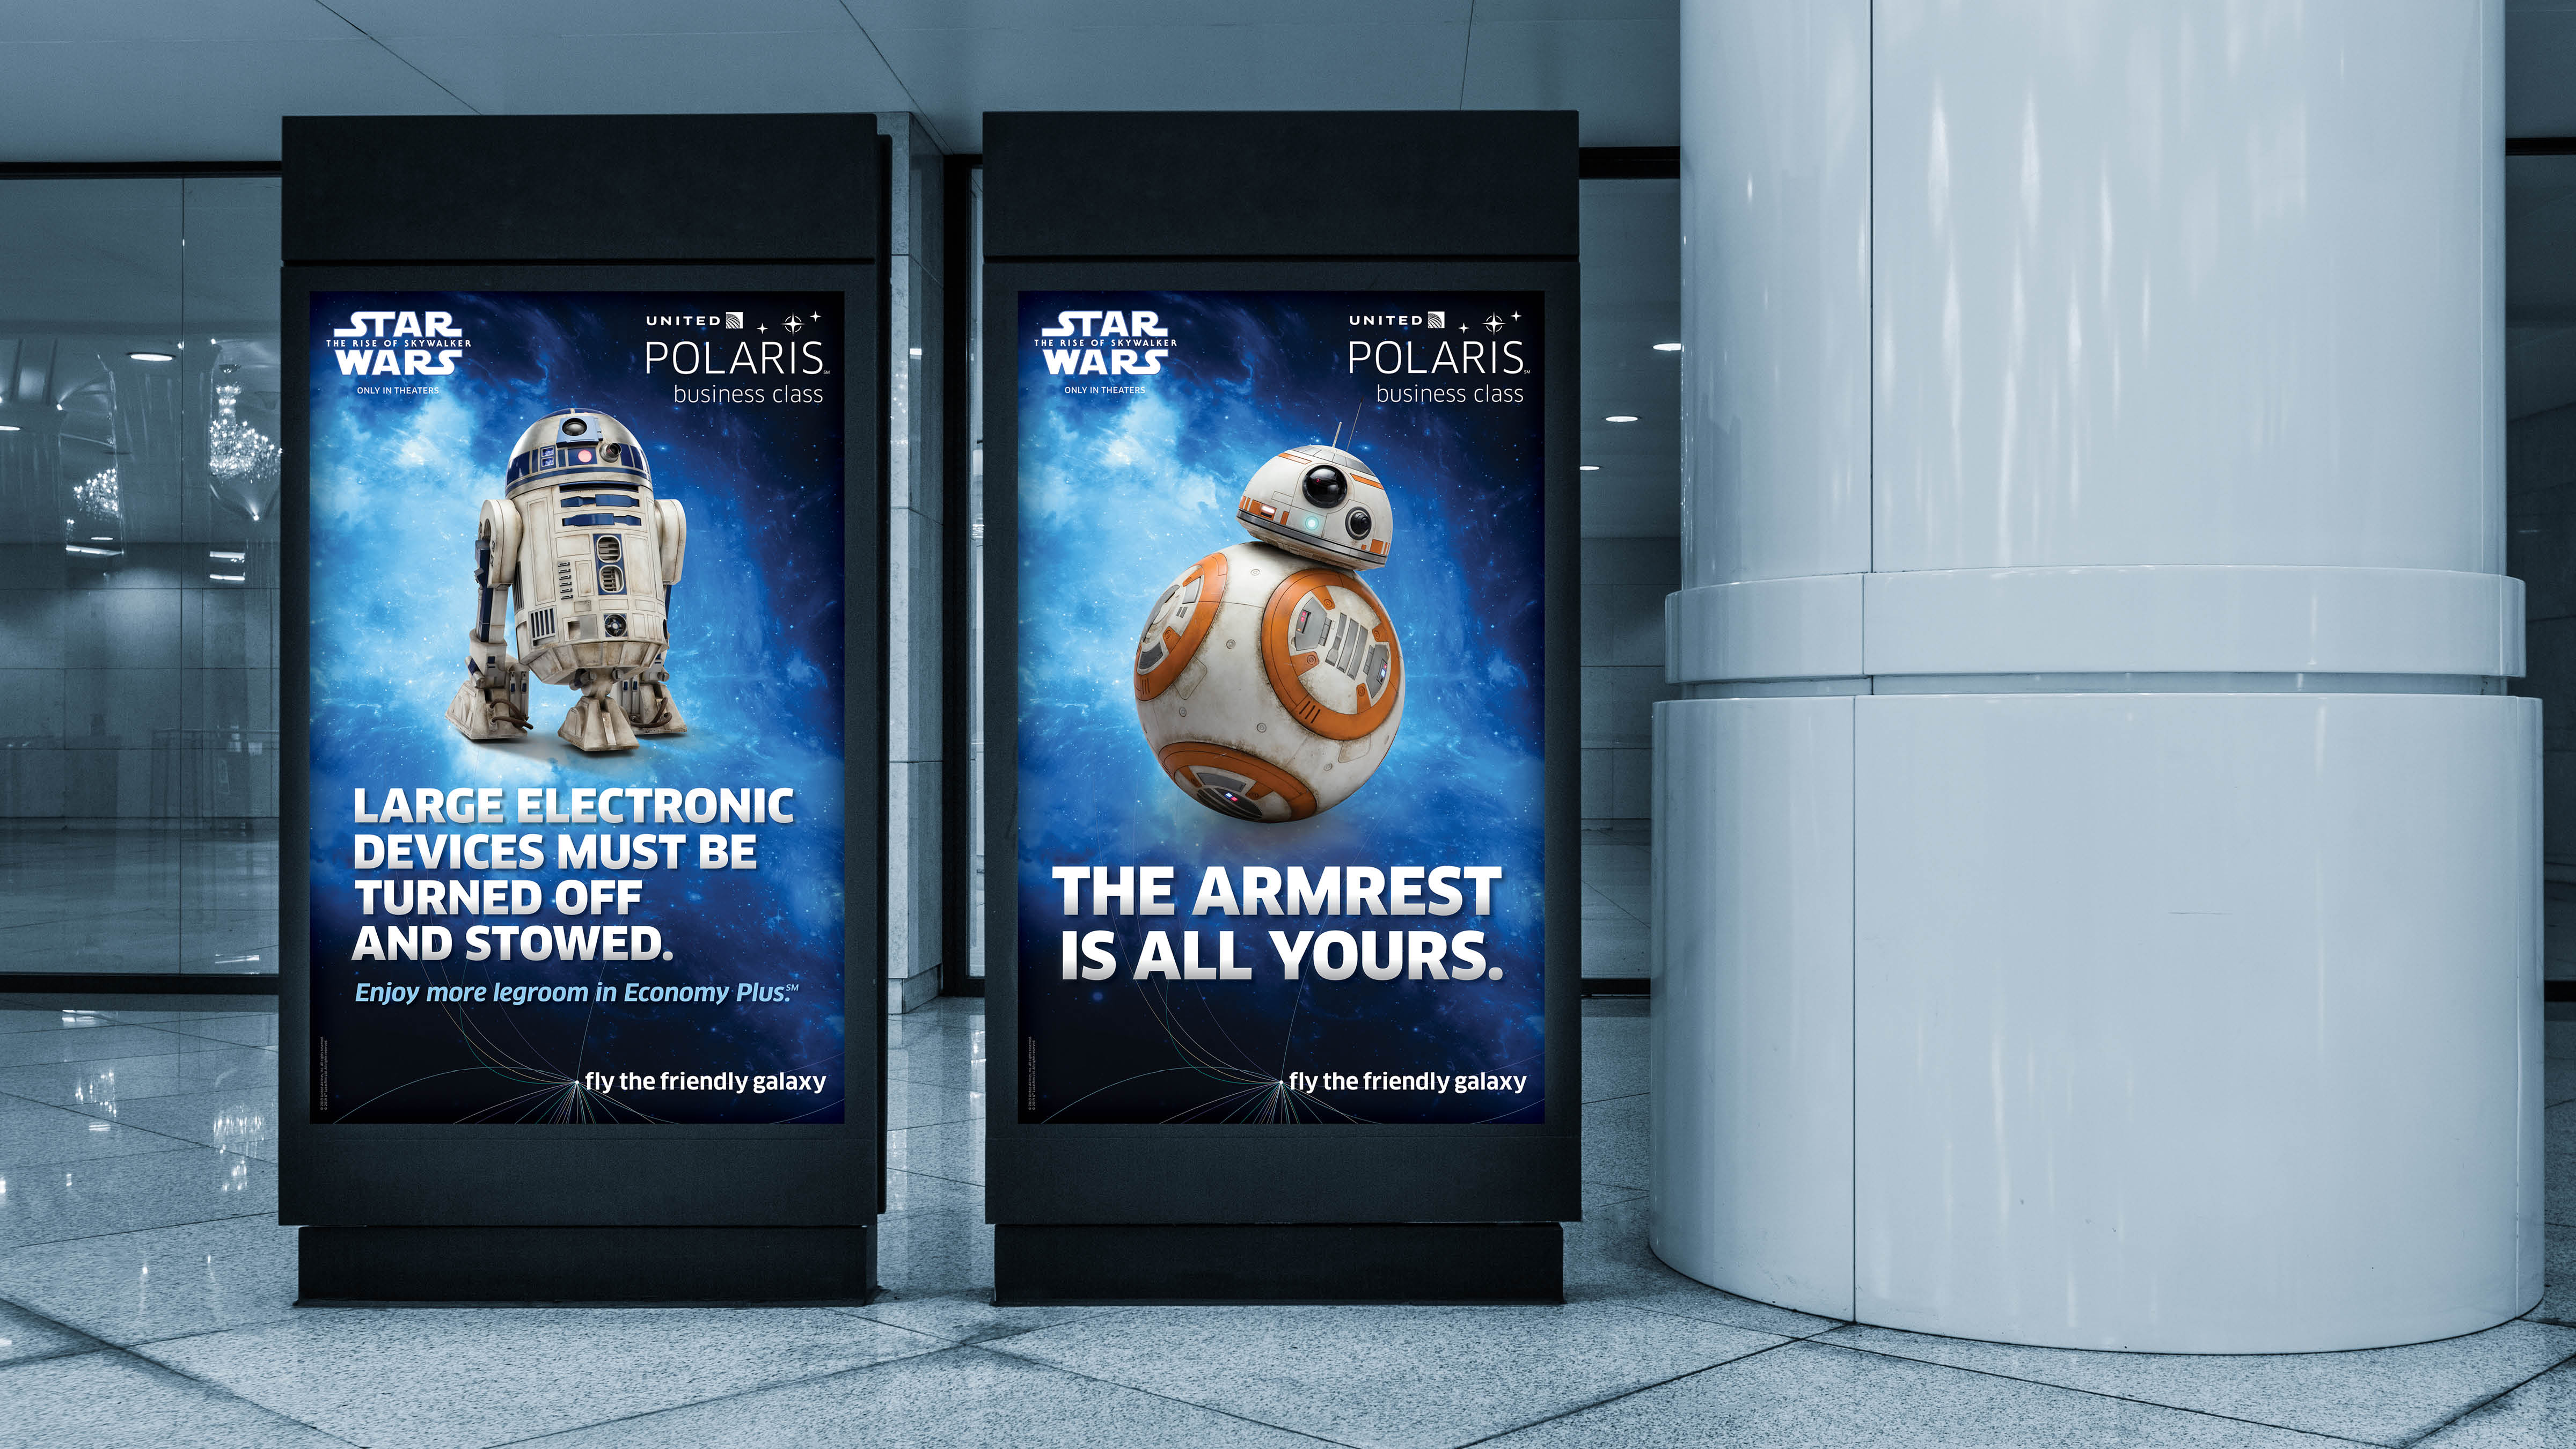 STAR
THE RISE OF SKYWALKER
WARS
ONLY IN THEATERS
UNITED
POLARIS℠
business class
LARGE ELECTRONIC
DEVICES MUST BE
TURNED OFF
AND STOWED.
Enjoy more legroom in Economy Plus.℠
fly the friendly galaxy
STAR
THE RISE OF SKYWALKER
WARS
ONLY IN THEATERS
UNITED
POLARIS℠
business class
THE ARMREST
IS ALL YOURS.
fly the friendly galaxy